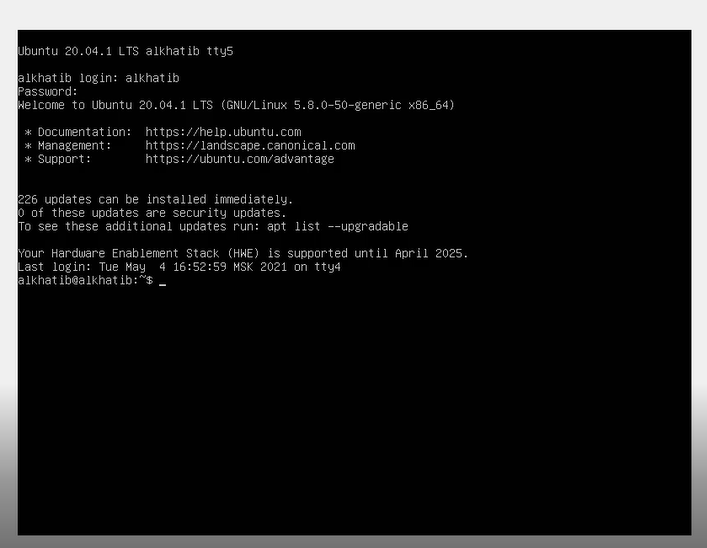 Ubuntu 20.04.1 LTS alkhatib tty5
alkhatib login: alkhatib
Password:
Welcome to Ubuntu 20.04.1 LTS (GNU/Linux 5.8.0-50-generic x86_64)
* Documentation:  https://help.ubuntu.com
* Management:     https://landscape.canonical.com
* Support:        https://ubuntu.com/advantage
226 updates can be installed immediately.
0 of these updates are security updates.
To see these additional updates run: apt list --upgradable
Your Hardware Enablement Stack (HWE) is supported until April 2025.
Last login: Tue May  4 16:52:59 MSK 2021 on tty4
alkhatib@alkhatib:~$ _